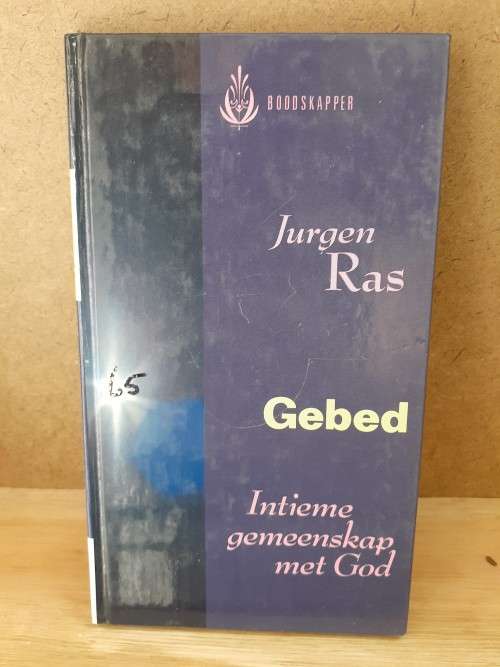 BOODSKAPPER
Jurgen
Ras
65
Gebed
Intieme
gemeenskap
met God